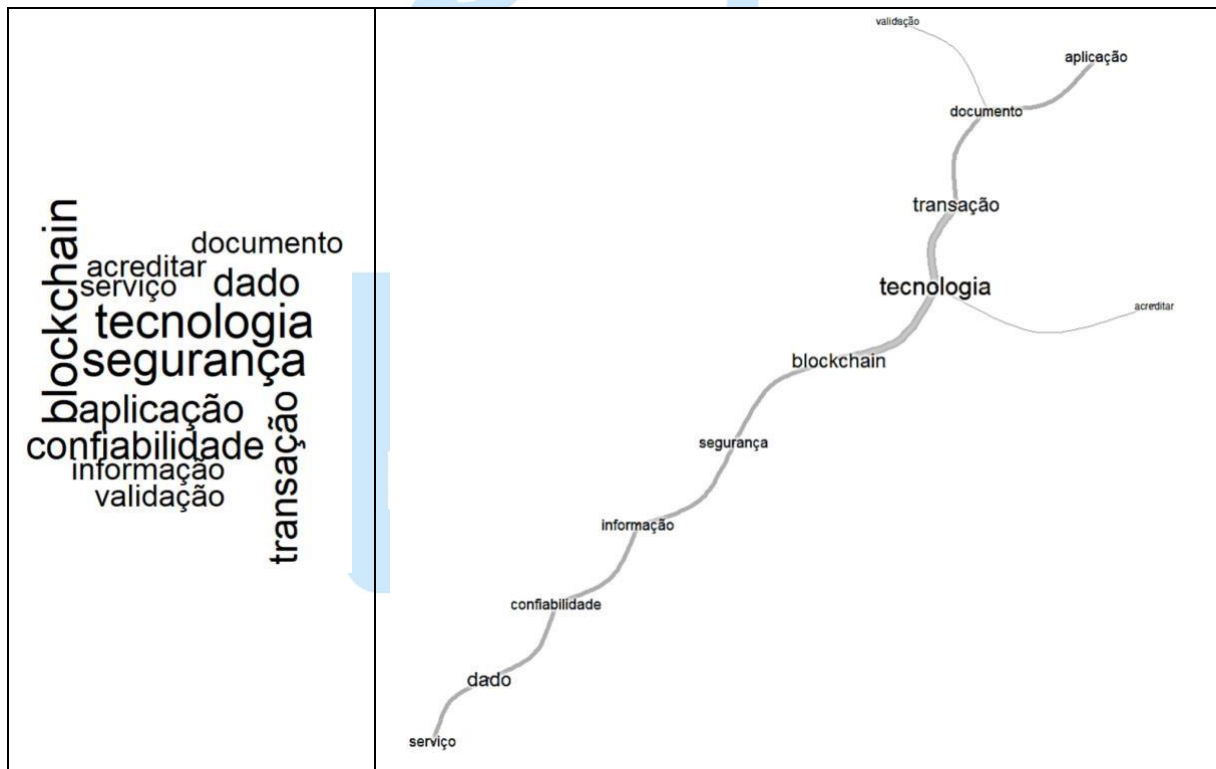 documento
acreditar
serviço
dado
blockchain
tecnologia
segurança
aplicação
transação
confiabilidade
informação
validação
validação
aplicação
documento
transação
tecnologia
acreditar
blockchain
segurança
informação
confiabilidade
dado
serviço